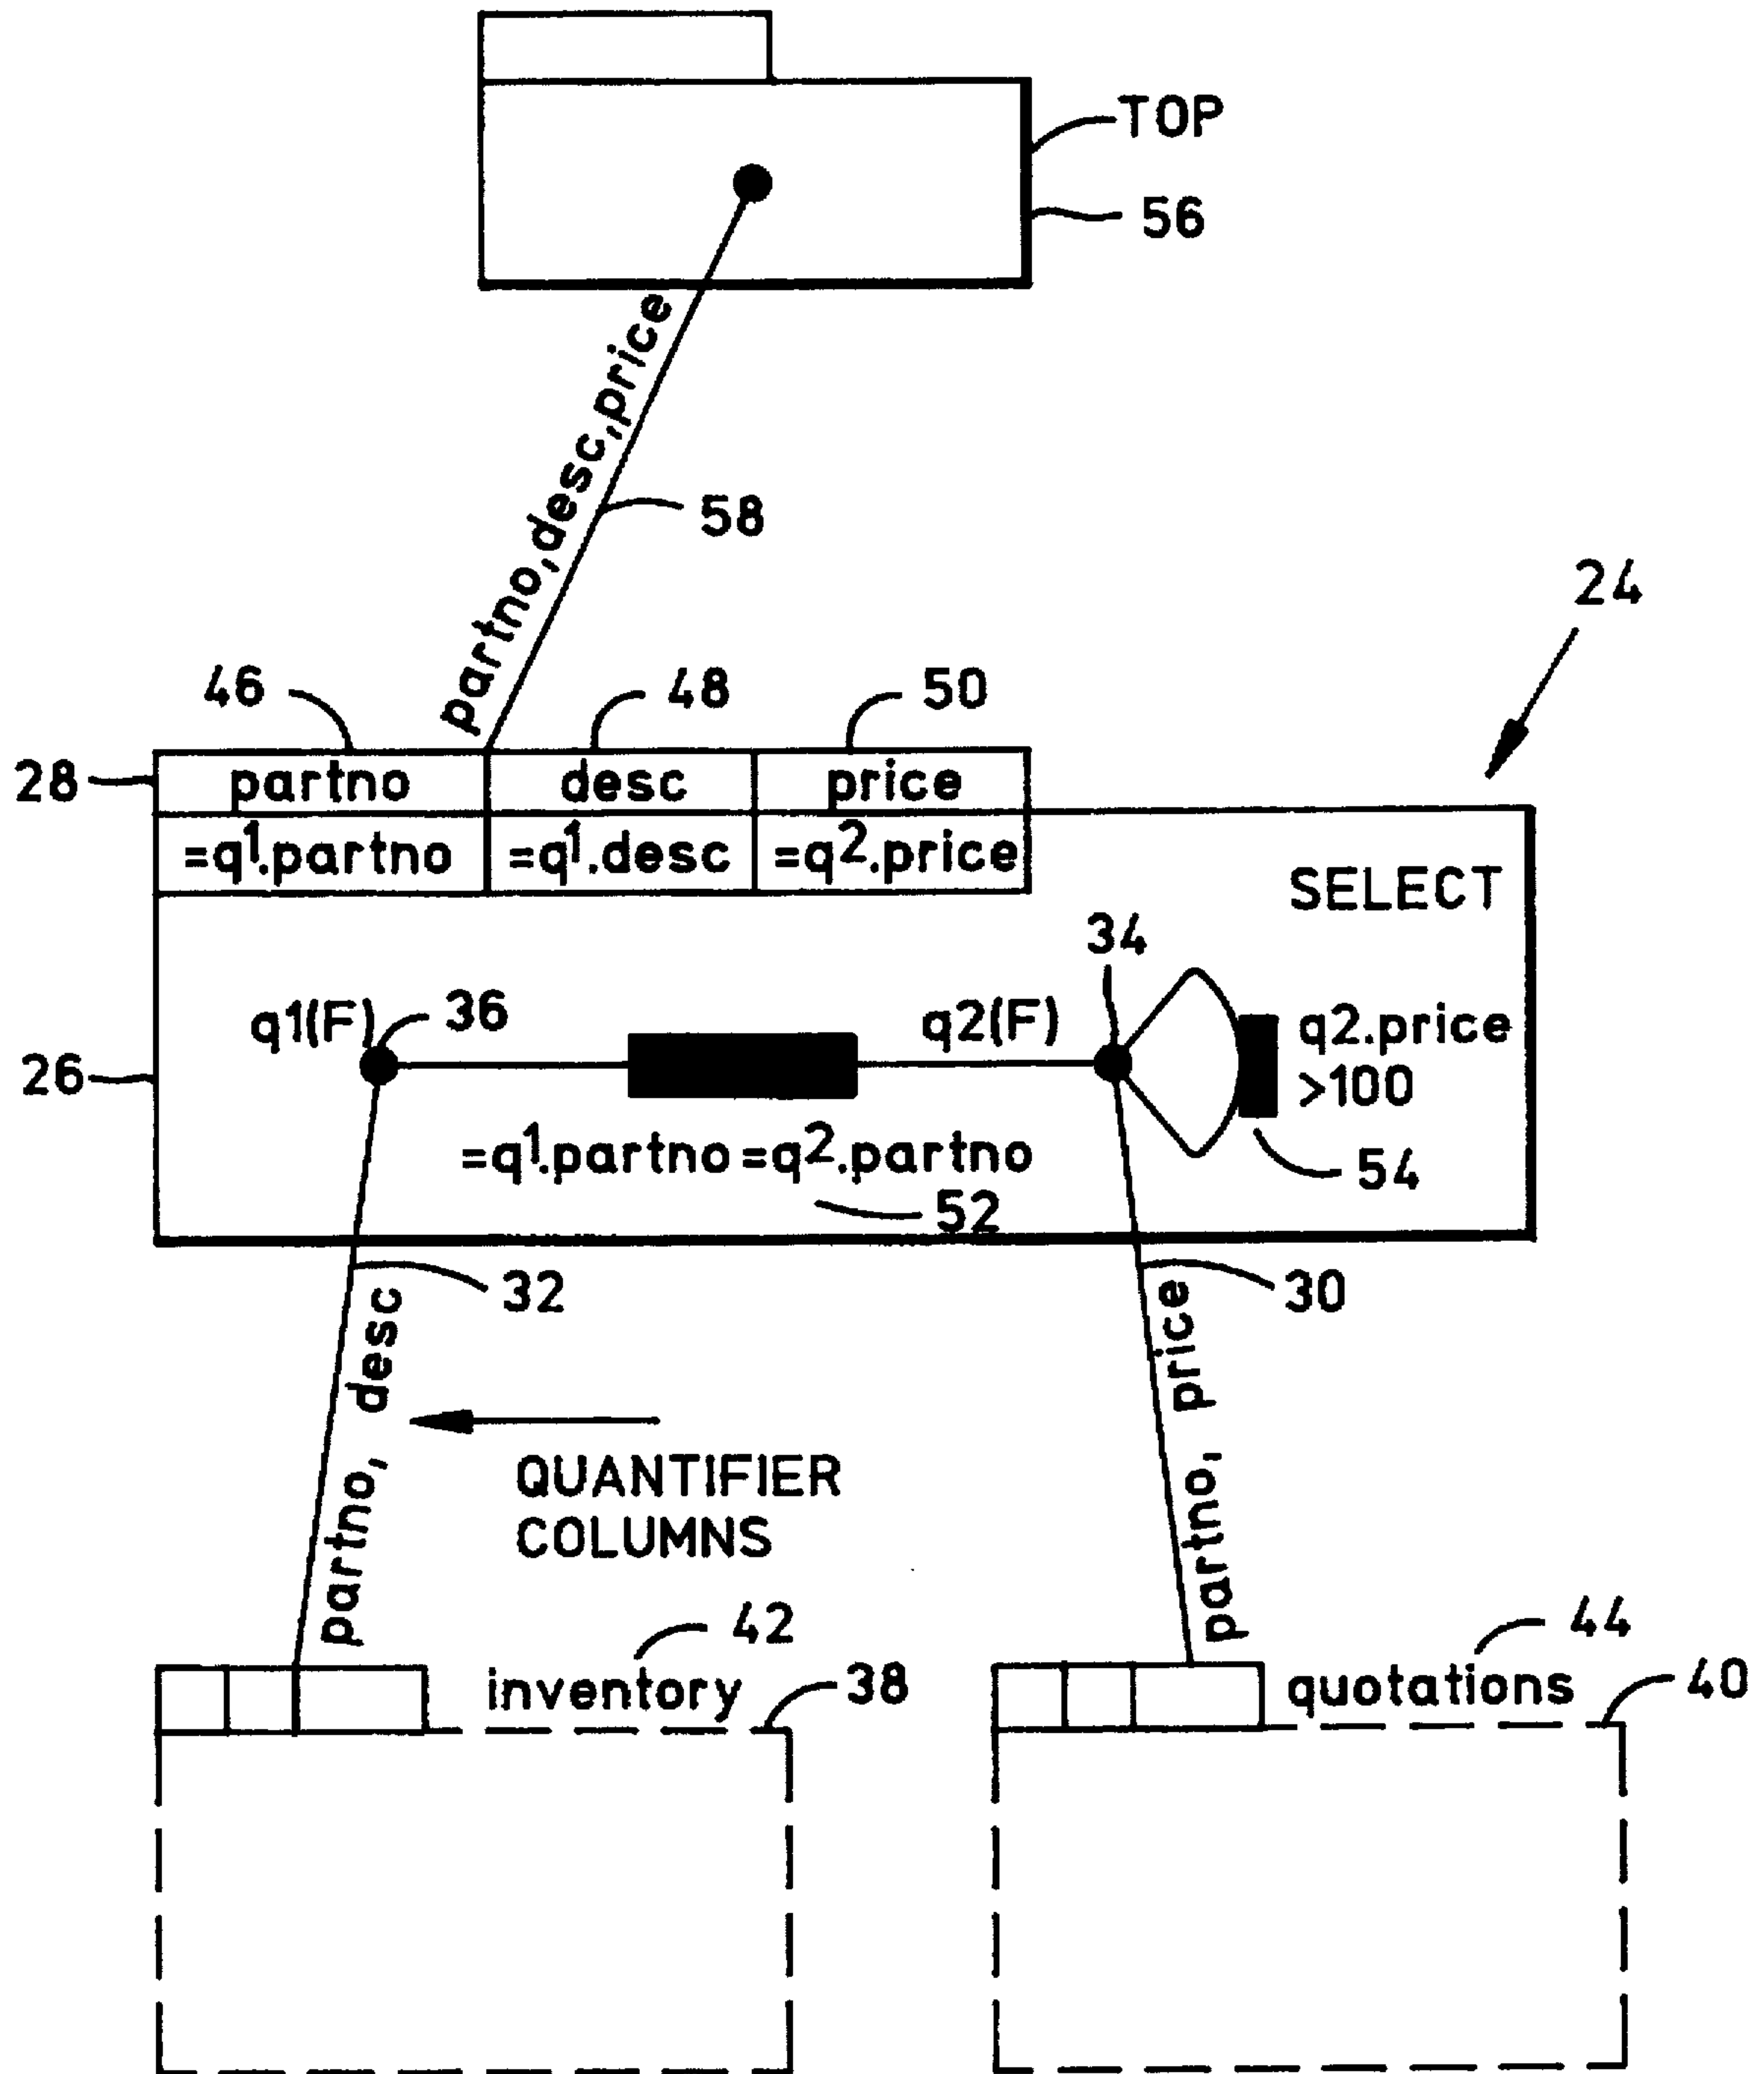 TOP
56
partno,desc,price
58
24
46
48
50
28
partno
desc
price
=q1.partno
=q1.desc
=q2.price
SELECT
34
q1(F)
36
q2(F)
q2.price
>100
26
=q1.partno=q2.partno
54
52
32
30
partno, desc
partno, price
QUANTIFIER
COLUMNS
42
44
inventory
38
quotations
40